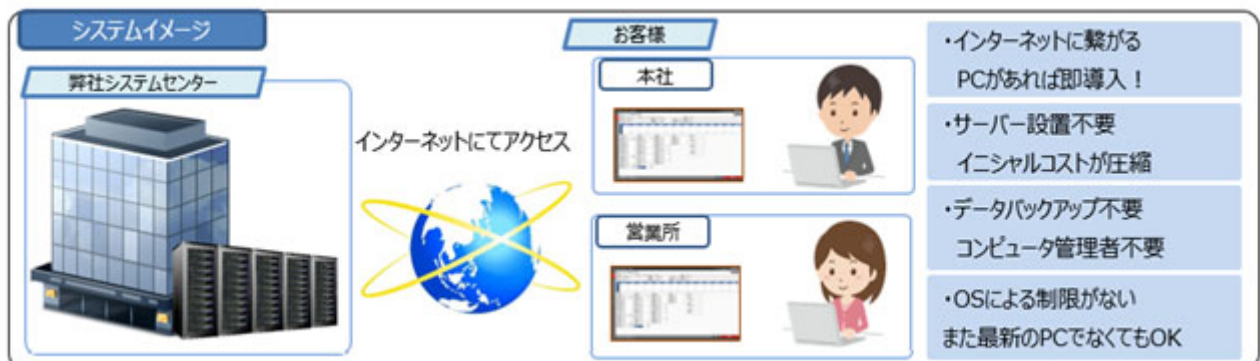 システムイメージ
弊社システムセンター
インターネットにてアクセス
お客様
本社
営業所
・インターネットに繋がる
PCがあれば即導入！
・サーバー設置不要
イニシャルコストが圧縮
・データバックアップ不要
コンピュータ管理者不要
・OSによる制限がない
また最新のPCでなくてもOK